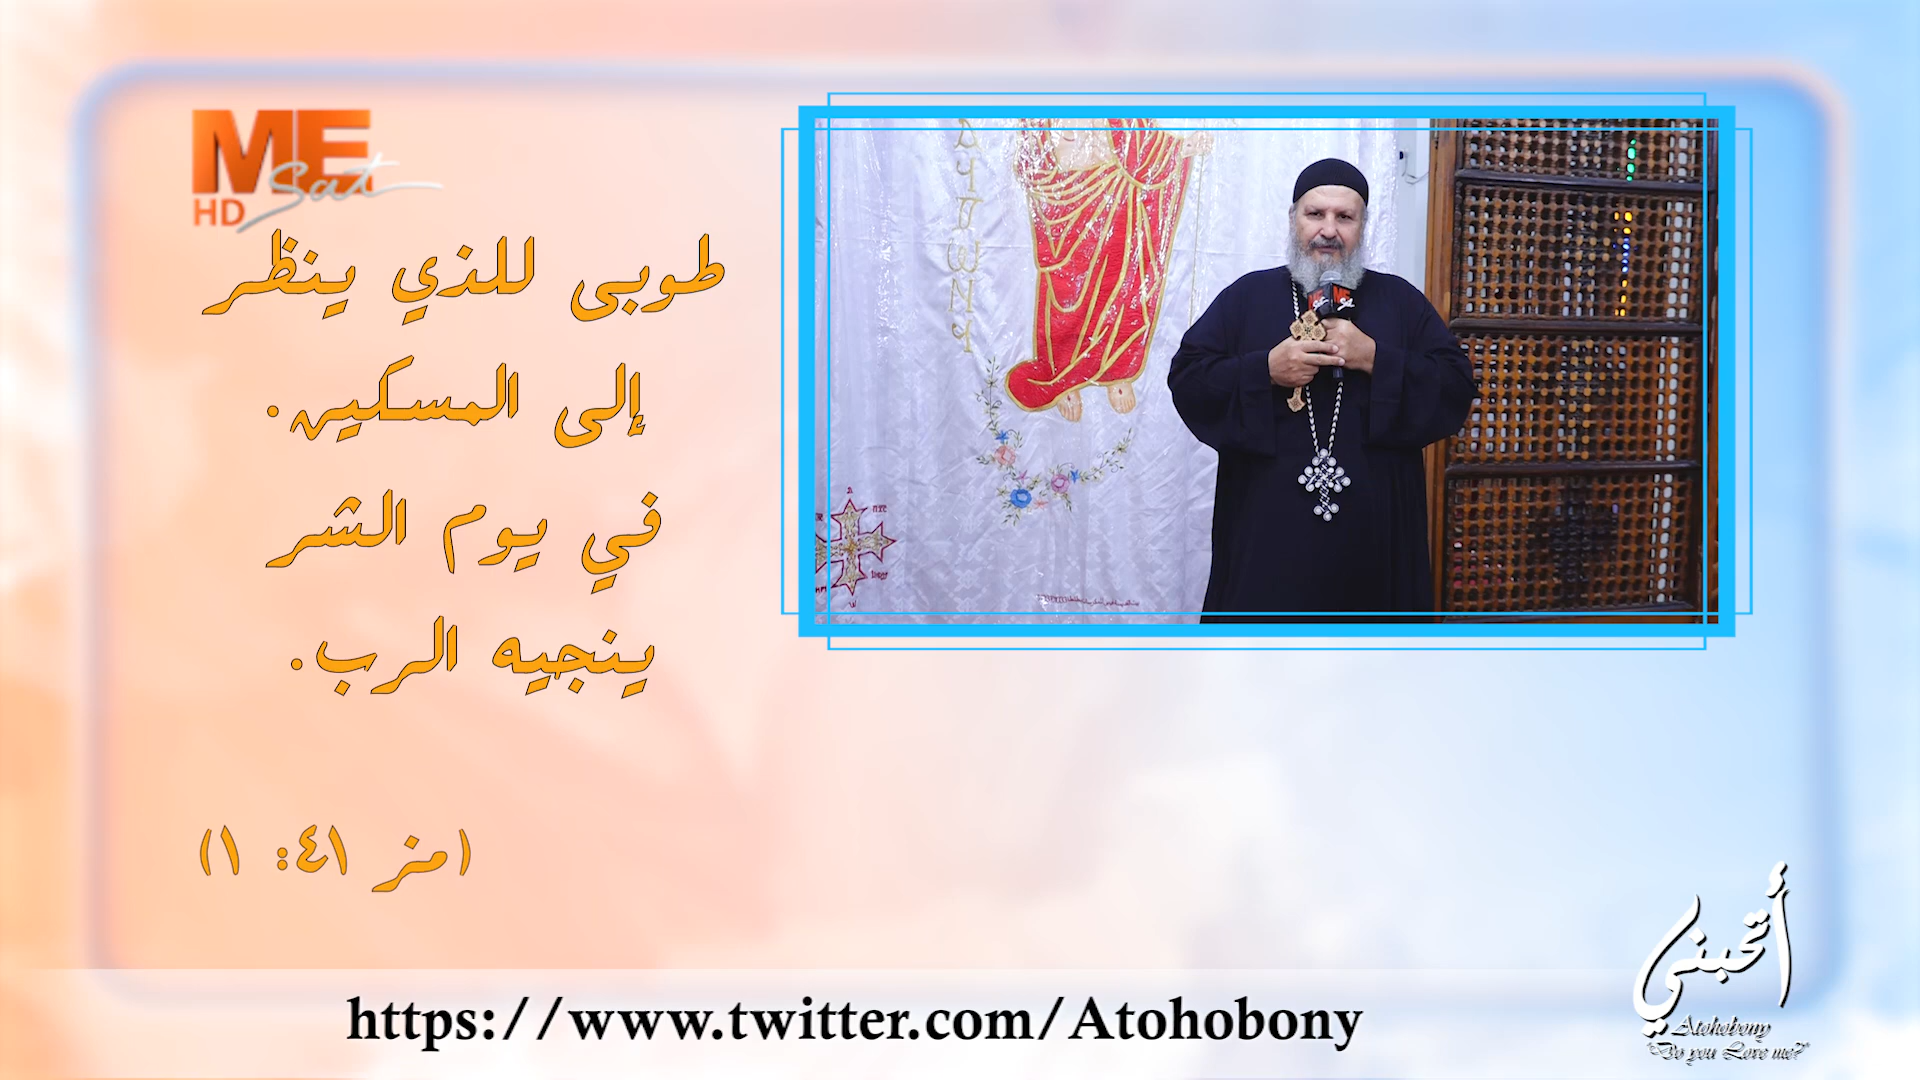 ME
Sat
HD
طوبى للذي ينظر
إلى المسكين.
في يوم الشر
ينجيه الرب.
(مز ٤١: ١)
ME
https://www.twitter.com/Atohobony
أتحبني
Atohobony
"Do you Love me?"